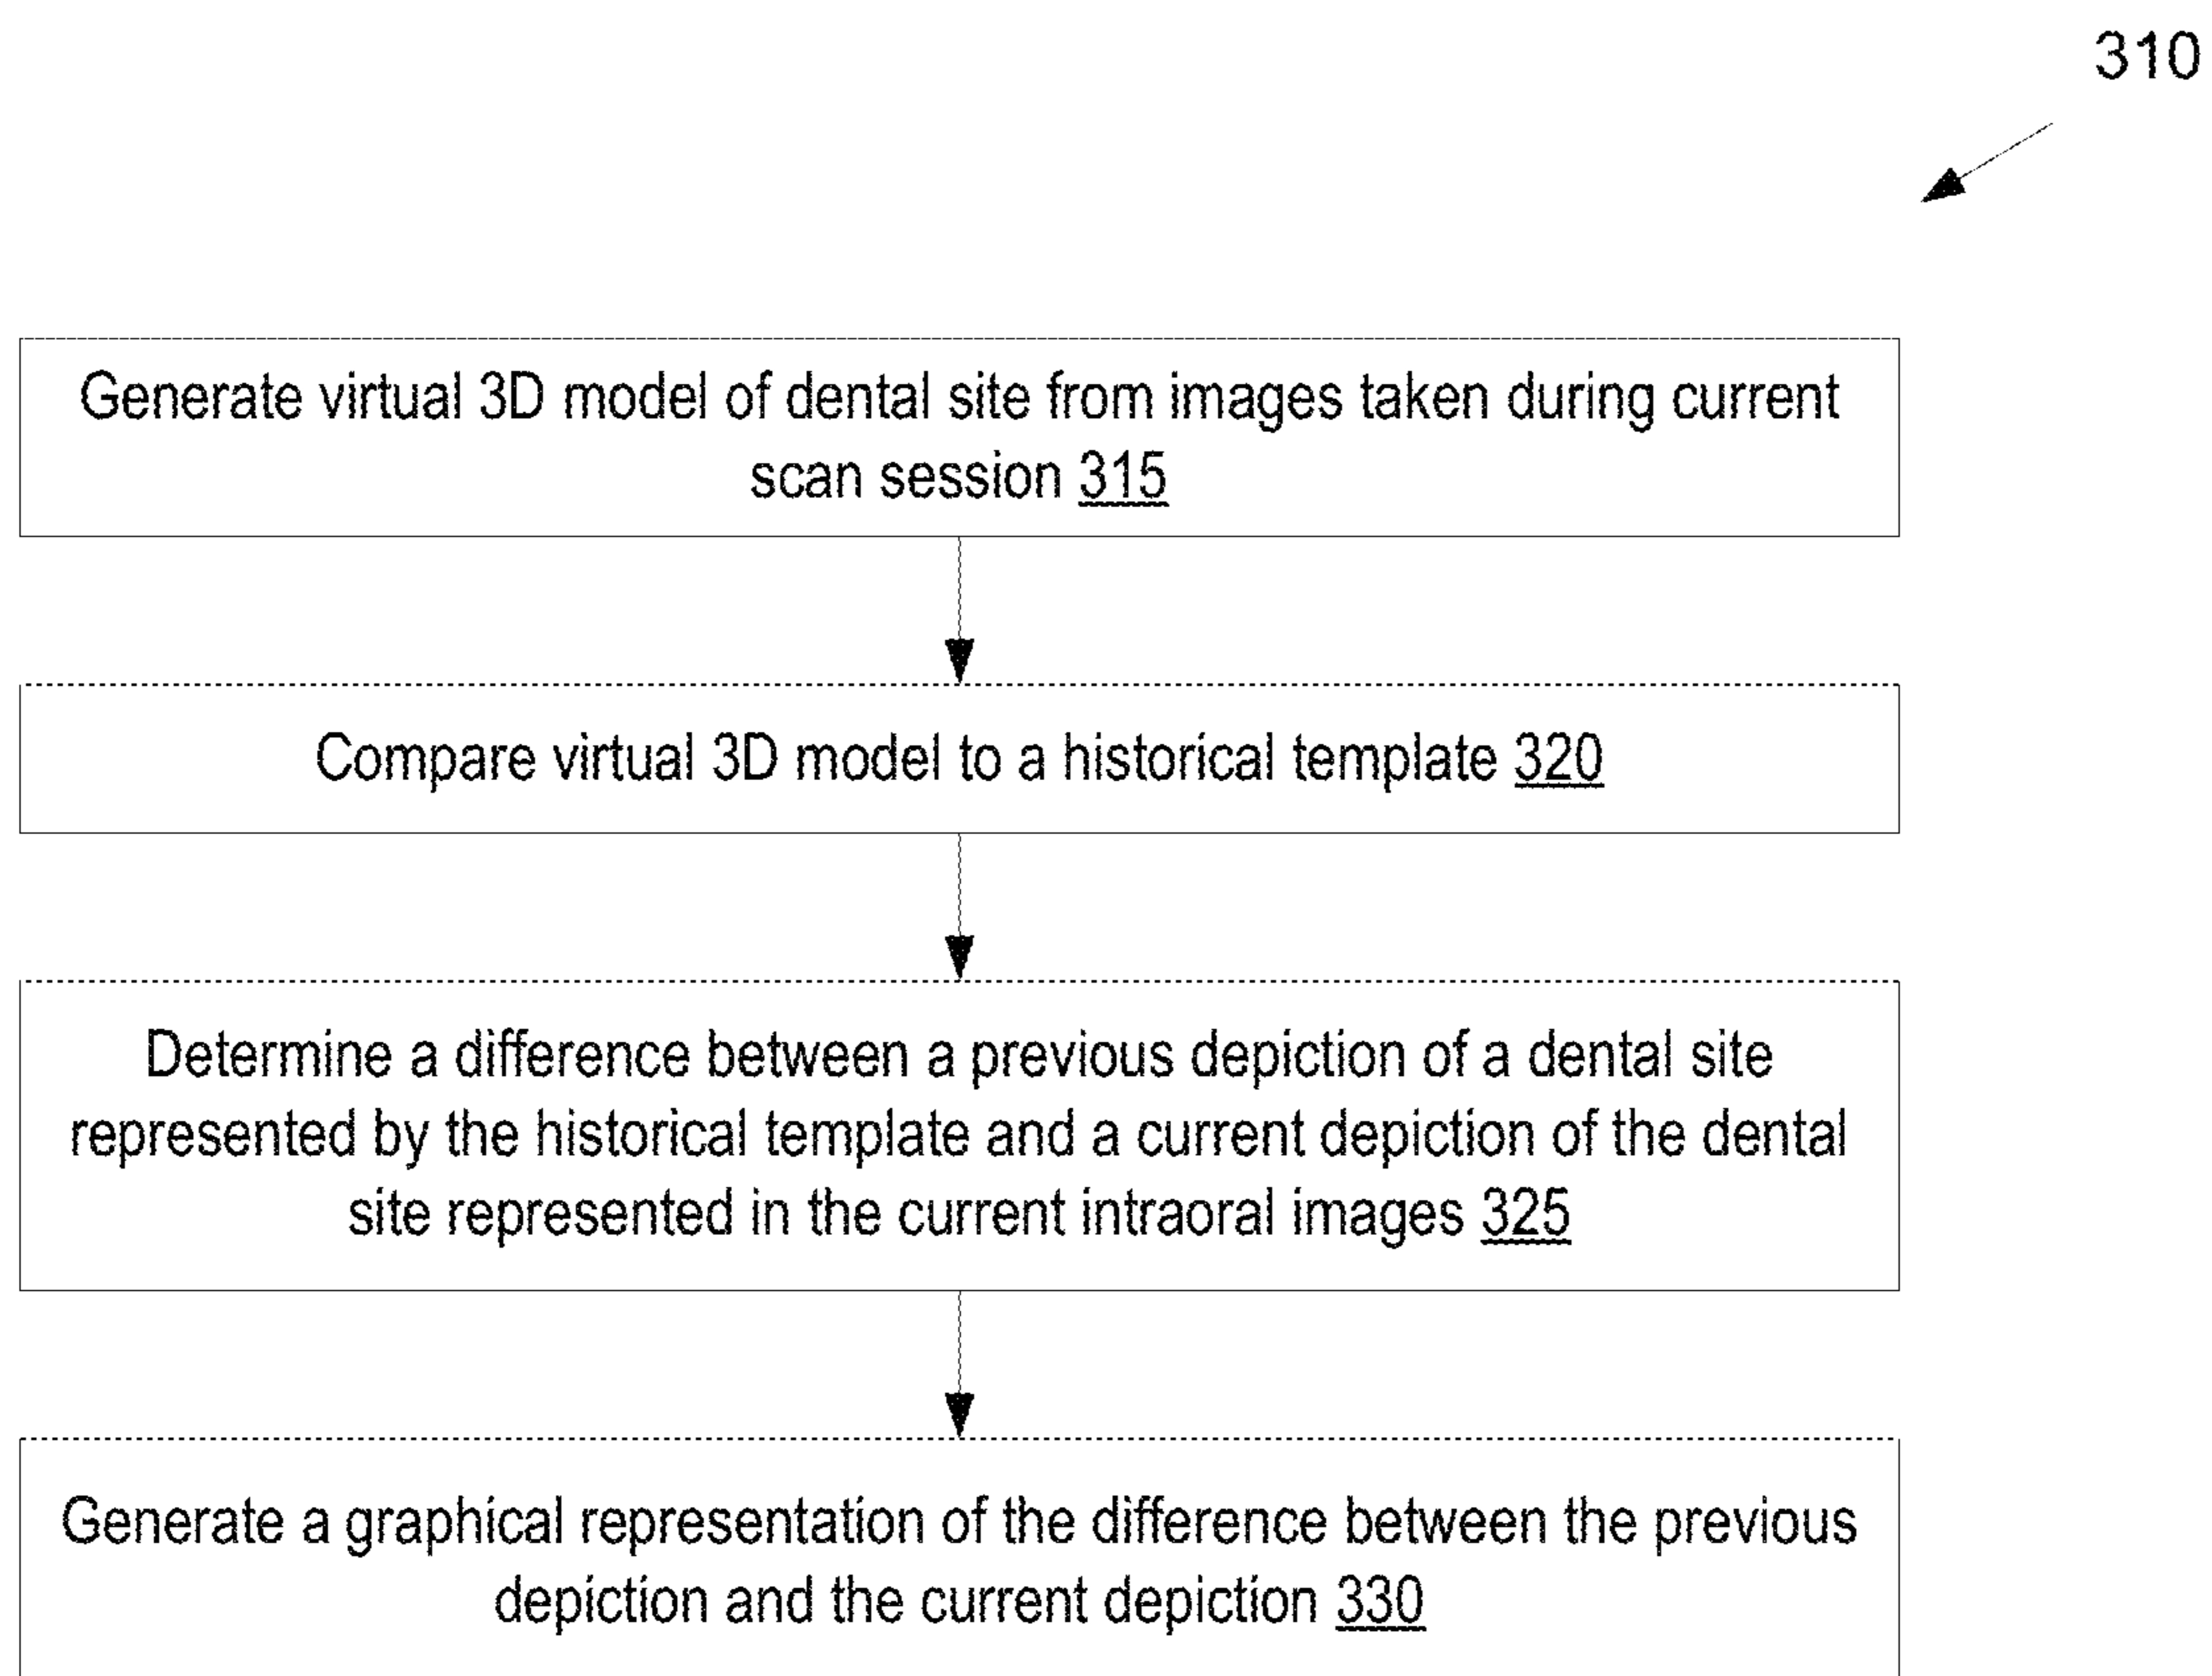 310
Generate virtual 3D model of dental site from images taken during current
scan session 315
Compare virtual 3D model to a historical template 320
Determine a difference between a previous depiction of a dental site
represented by the historical template and a current depiction of the dental
site represented in the current intraoral images 325
Generate a graphical representation of the difference between the previous
depiction and the current depiction 330